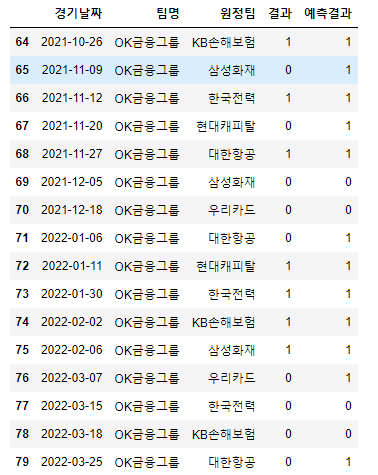 경기날짜 팀명 원정팀 결과 예측결과
64 2021-10-26 OK금융그룹 KB손해보험 1 1
65 2021-11-09 OK금융그룹 삼성화재 0 1
66 2021-11-12 OK금융그룹 한국전력 1 1
67 2021-11-20 OK금융그룹 현대캐피탈 0 1
68 2021-11-27 OK금융그룹 대한항공 1 1
69 2021-12-05 OK금융그룹 삼성화재 0 0
70 2021-12-18 OK금융그룹 우리카드 0 0
71 2022-01-06 OK금융그룹 대한항공 0 1
72 2022-01-11 OK금융그룹 현대캐피탈 1 1
73 2022-01-30 OK금융그룹 한국전력 1 1
74 2022-02-02 OK금융그룹 KB손해보험 1 1
75 2022-02-06 OK금융그룹 삼성화재 1 1
76 2022-03-07 OK금융그룹 우리카드 0 1
77 2022-03-15 OK금융그룹 한국전력 0 0
78 2022-03-18 OK금융그룹 KB손해보험 0 0
79 2022-03-25 OK금융그룹 대한항공 0 1